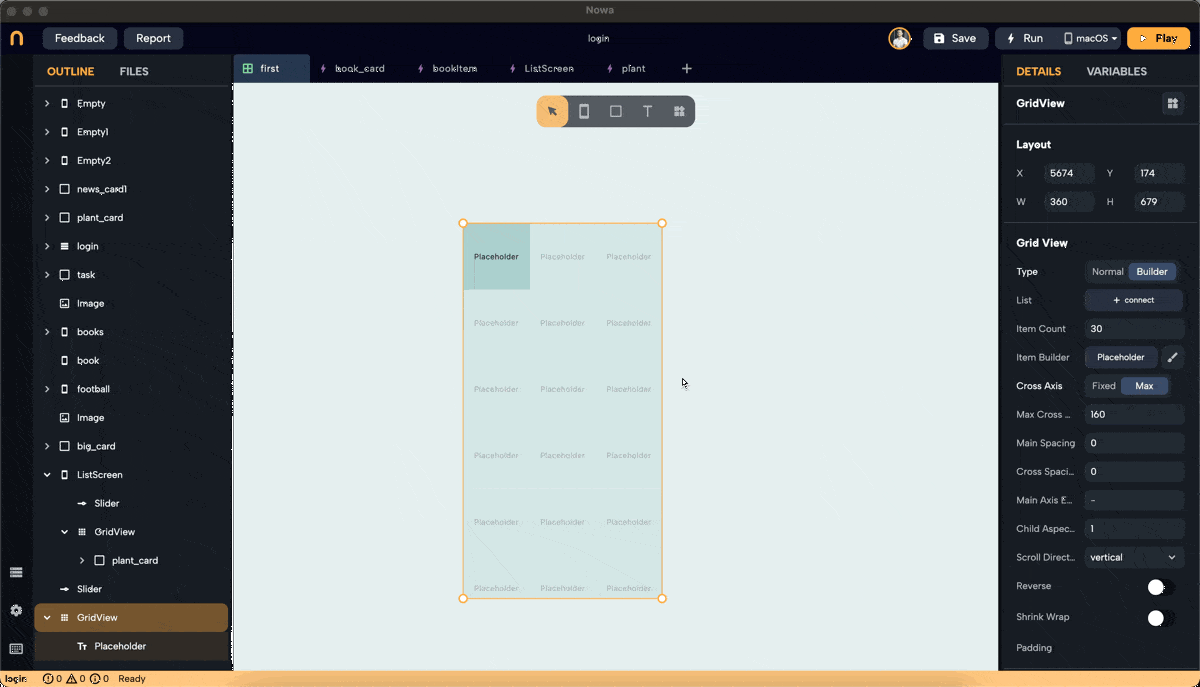 Nowa
Feedback
Report
login
Save
Run
macOS
Play
OUTLINE
FILES
first
book_card
bookItem
ListScreen
plant
DETAILS
VARIABLES
Empty
Empty1
Empty2
news_card1
plant_card
login
task
Image
books
book
football
Image
big_card
ListScreen
Slider
GridView
plant_card
Slider
GridView
Tт Placeholder
T
Placeholder Placeholder Placeholder
Placeholder Placeholder Placeholder
Placeholder Placeholder Placeholder
Placeholder Placeholder Placeholder
Placeholder Placeholder Placeholder
Placeholder Placeholder Placeholder
GridView
Layout
X 5674 Y 174
W 360 H 679
Grid View
Type Normal Builder
List + connect
Item Count 30
Item Builder Placeholder
Cross Axis Fixed Max
Max Cross ... 160
Main Spacing 0
Cross Spaci... 0
Main Axis E... -
Child Aspec... 1
Scroll Direct... vertical
Reverse
Shrink Wrap
Padding
login 0 0 0 Ready